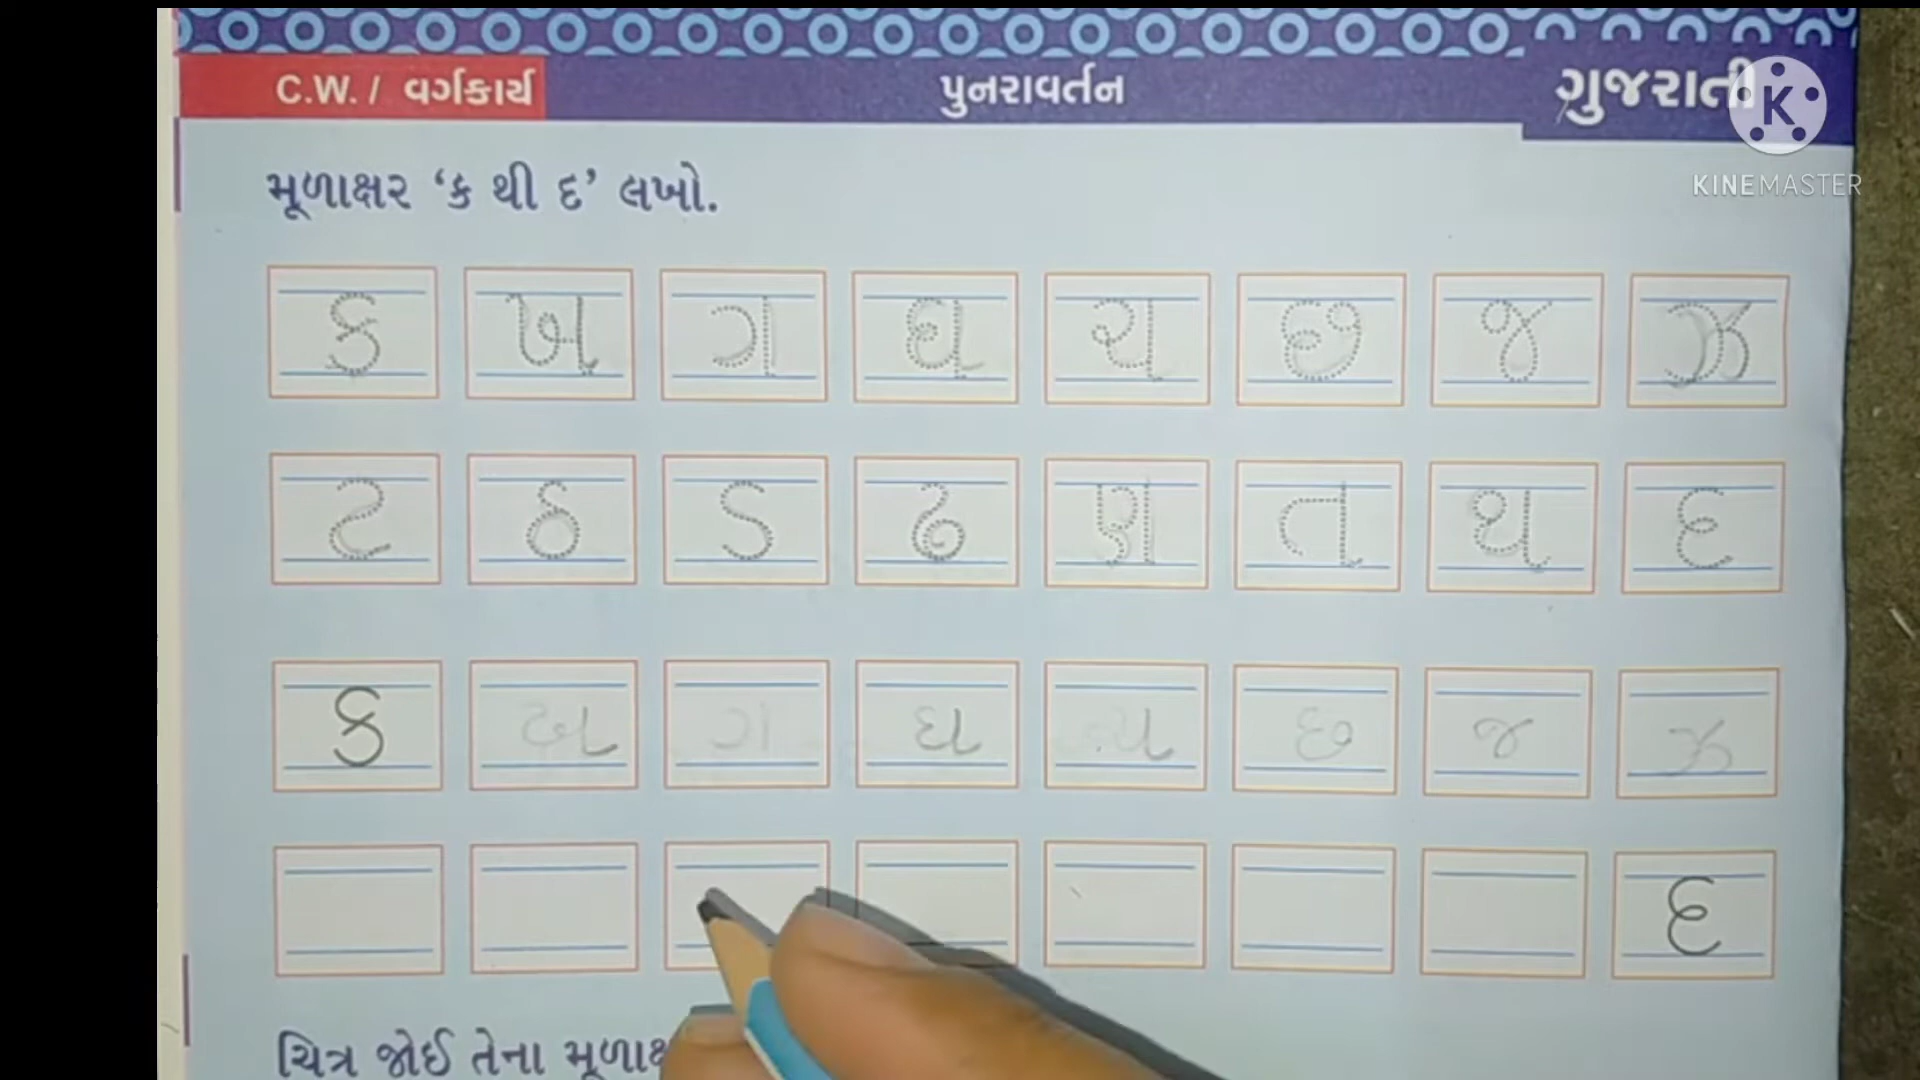 C.W. / વર્ગકાર્ય પુનરાવર્તન ગુજરાતી
KINEMASTER
મૂળાક્ષર ‘ક થી દ’ લખો.
ક ખ ગ ઘ ચ છ જ ઝ
ટ ઠ ડ ઢ ણ ત થ દ
ક ખ ગ ઘ ચ છ જ ઝ
દ
ચિત્ર જોઈ તેના